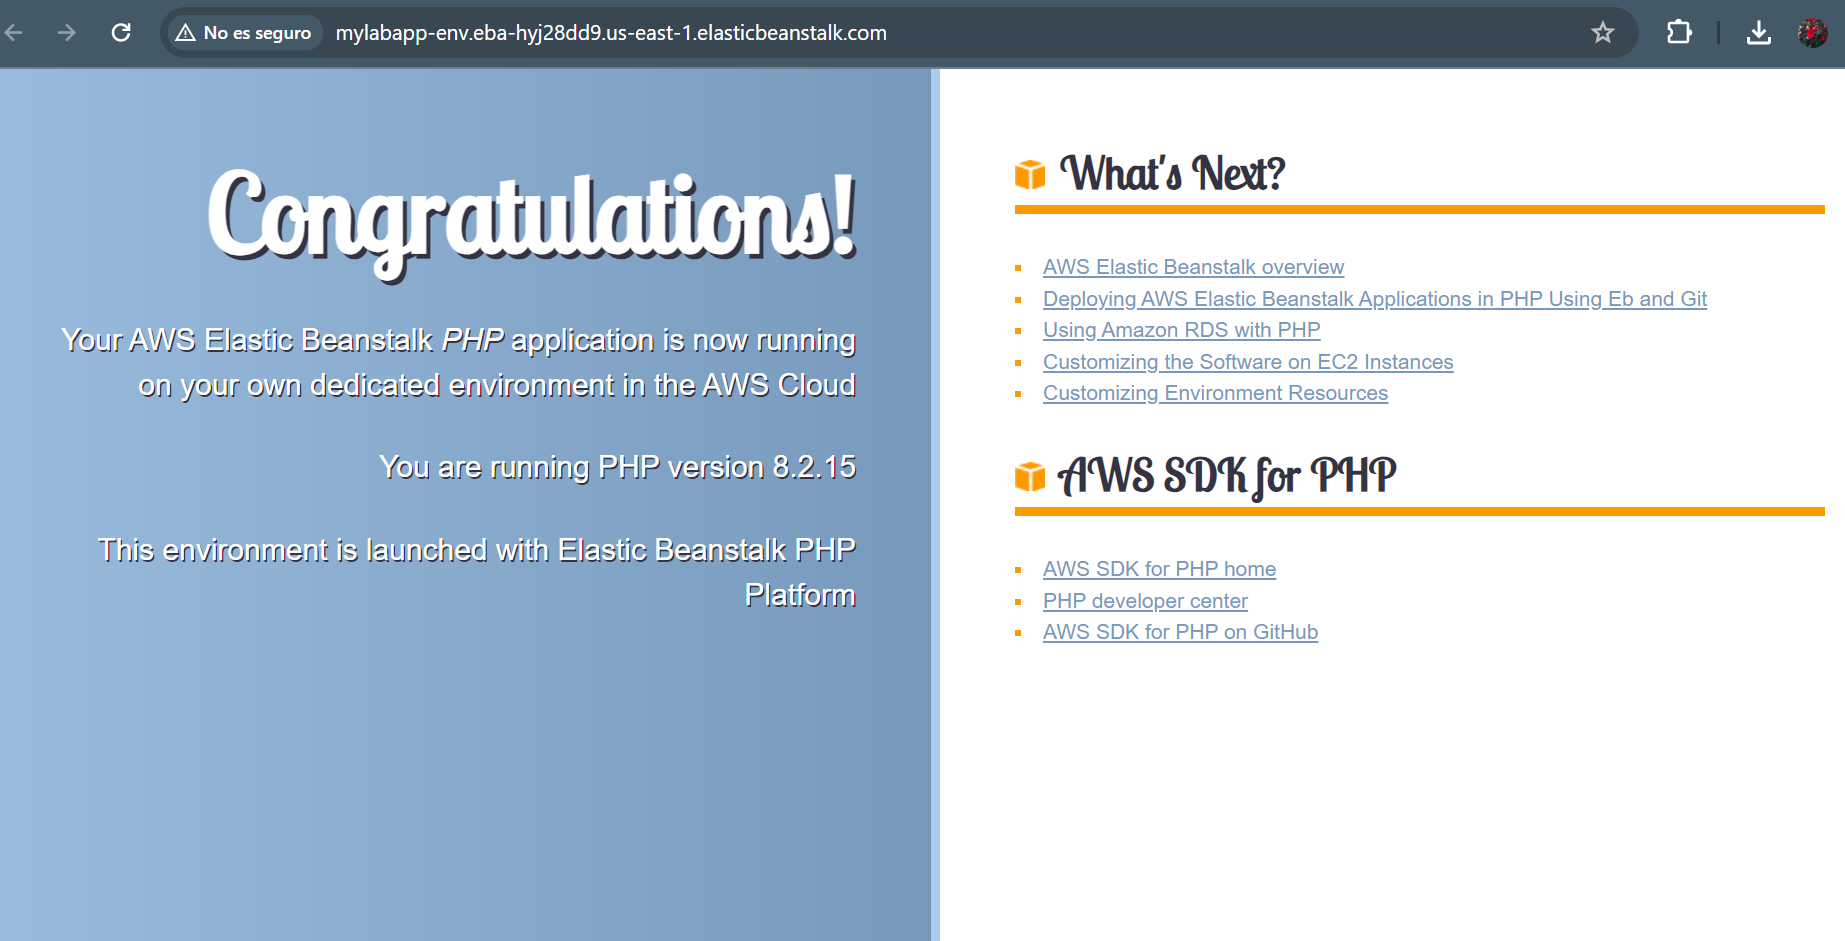 No es seguro
mylabapp-env.eba-hyj28dd9.us-east-1.elasticbeanstalk.com
Congratulations!
Your AWS Elastic Beanstalk PHP application is now running
on your own dedicated environment in the AWS Cloud
You are running PHP version 8.2.15
This environment is launched with Elastic Beanstalk PHP
Platform
What's Next?
AWS Elastic Beanstalk overview
Deploying AWS Elastic Beanstalk Applications in PHP Using Eb and Git
Using Amazon RDS with PHP
Customizing the Software on EC2 Instances
Customizing Environment Resources
AWS SDK for PHP
AWS SDK for PHP home
PHP developer center
AWS SDK for PHP on GitHub